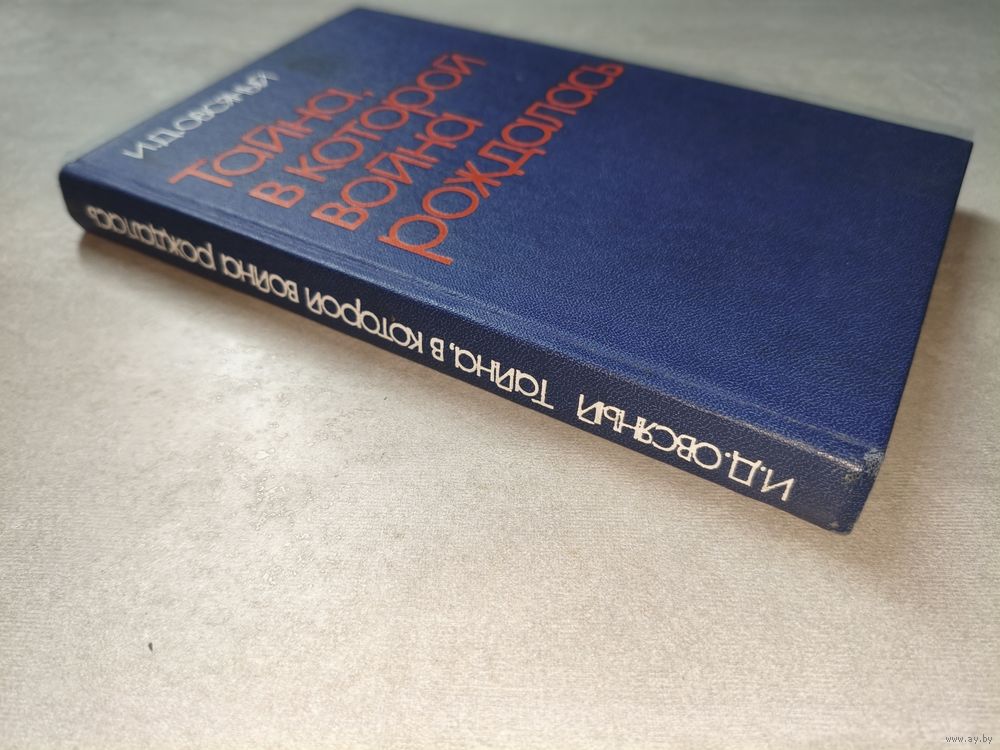 И.Д. ОВСЯНЫЙ
ТАЙНА,
В КОТОРОЙ
ВОЙНА
РОЖДАЛАСЬ
И.Д. ОВСЯНЫЙ ТАЙНА, В КОТОРОЙ ВОЙНА РОЖДАЛАСЬ
www.ay.by